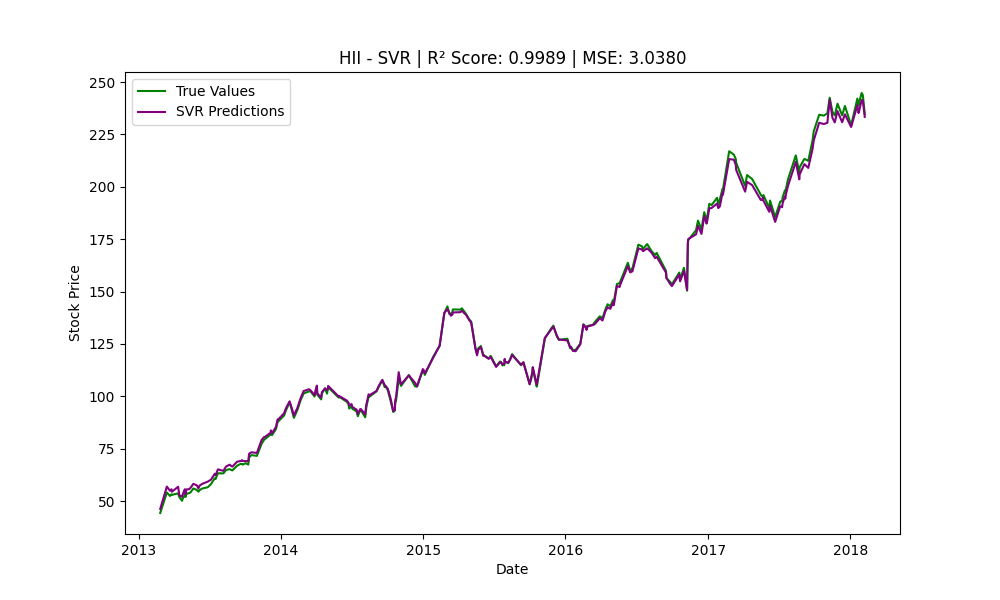 HII - SVR | R² Score: 0.9989 | MSE: 3.0380
True Values
SVR Predictions
Stock Price
250
225
200
175
150
125
100
75
50
2013 2014 2015 2016 2017 2018
Date